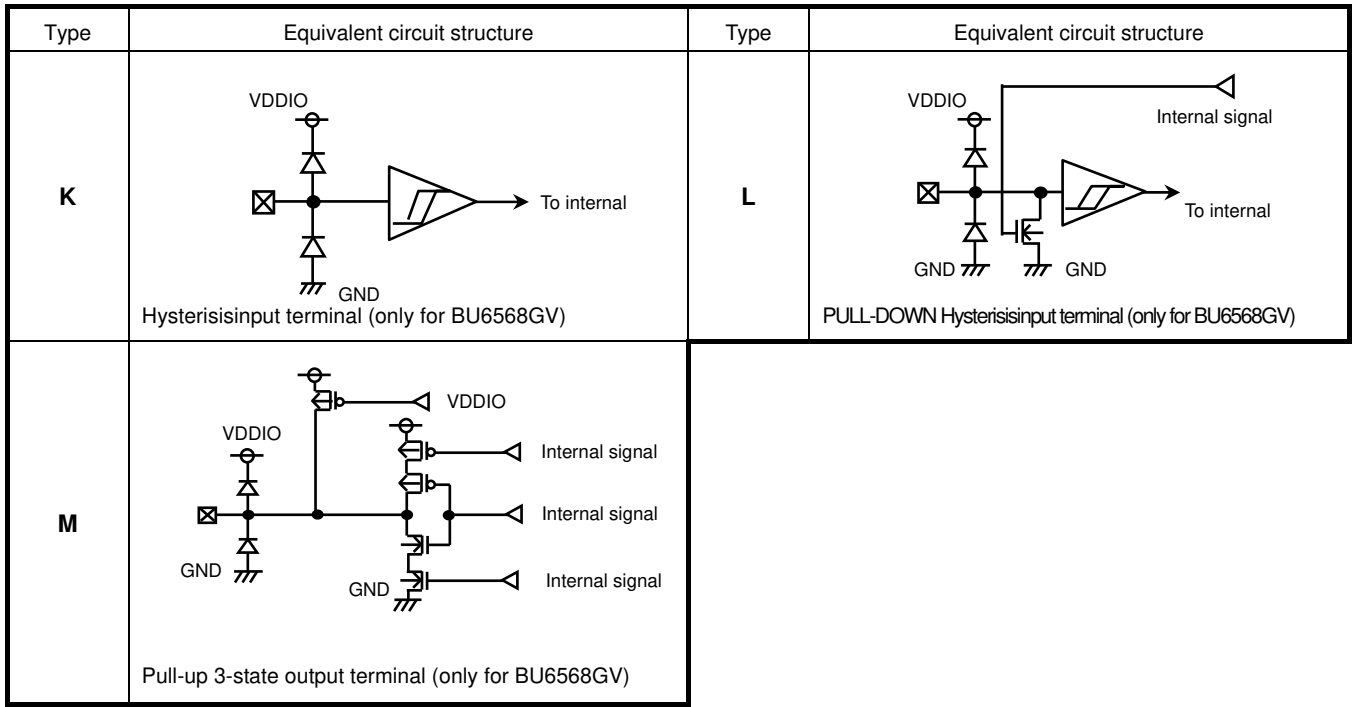 Type
Equivalent circuit structure
Type
Equivalent circuit structure
K
VDDIO
To internal
GND
Hysterisisinput terminal (only for BU6568GV)
L
VDDIO
Internal signal
To internal
GND
GND
PULL-DOWN Hysterisisinput terminal (only for BU6568GV)
M
VDDIO
VDDIO
Internal signal
Internal signal
GND
GND
Internal signal
Pull-up 3-state output terminal (only for BU6568GV)